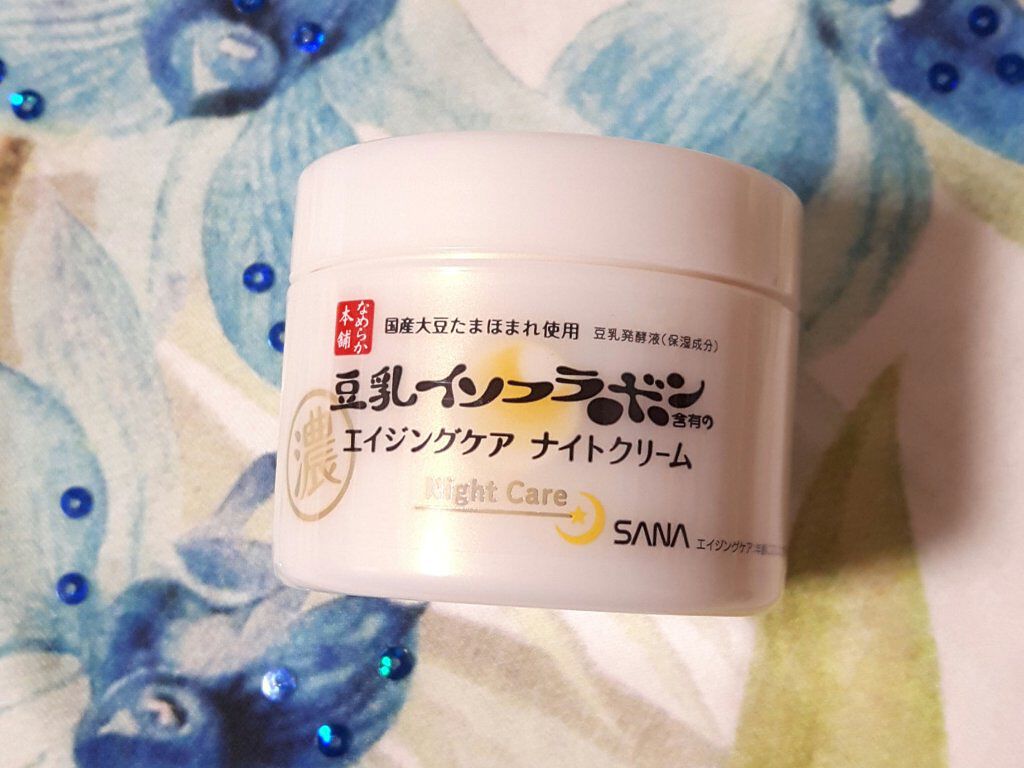 なめらか
本舗
国産大豆たまほまれ使用 豆乳発酵液(保湿成分)
豆乳イソフラボン含有の
濃
エイジングケア ナイトクリーム
Night Care
SANA エイジングケア:年齢に